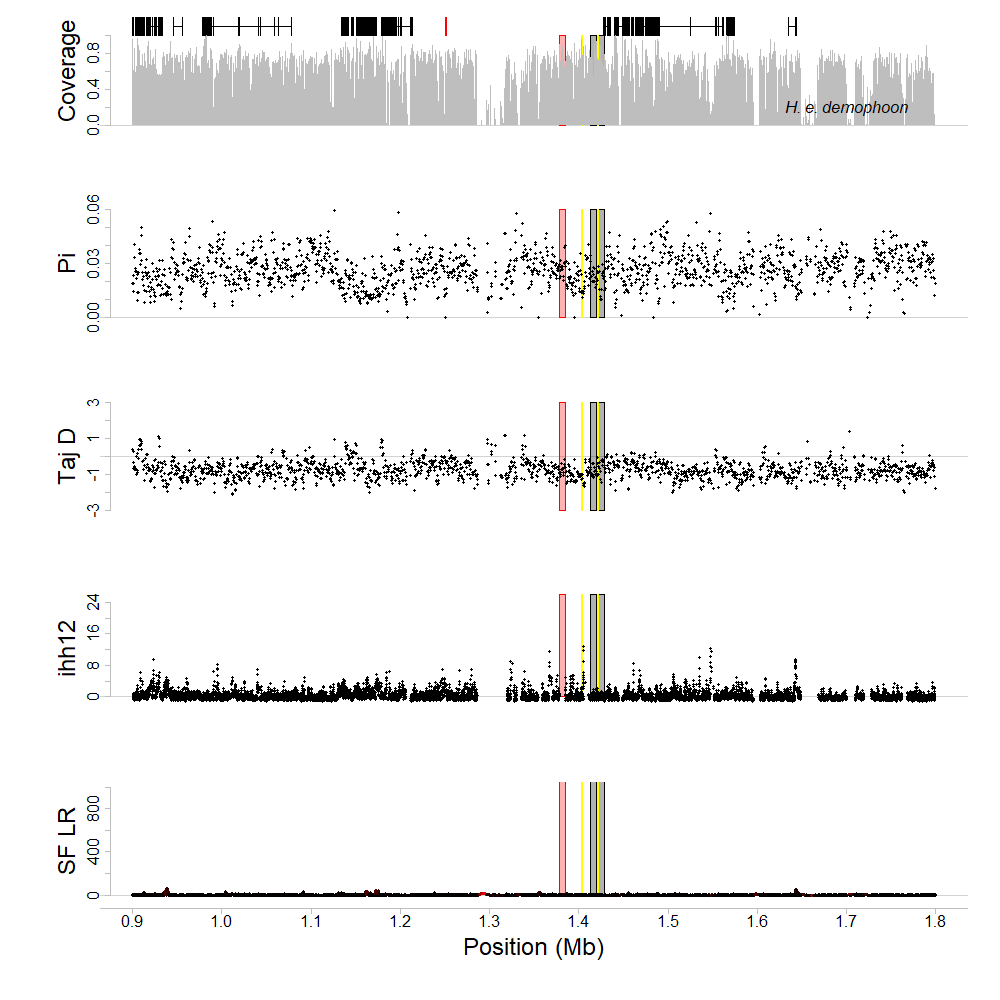 Coverage
0.0 0.4 0.8
H. e. demophoon
Pi
0.00 0.03 0.06
Taj D
-3 -1 1 3
ihh12
0 8 16 24
SF LR
0 400 800
0.9 1.0 1.1 1.2 1.3 1.4 1.5 1.6 1.7 1.8
Position (Mb)